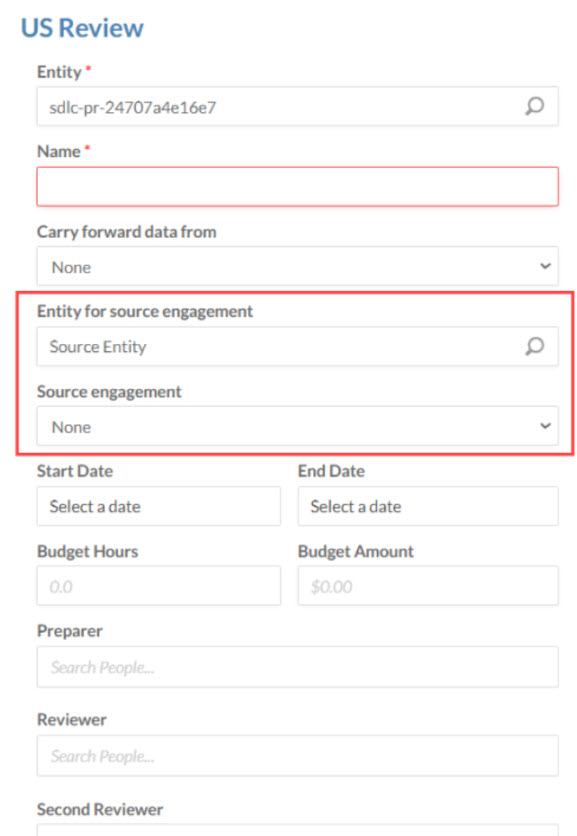 US Review
Entity *
sdlc-pr-24707a4e16e7
Name *
Carry forward data from
None
Entity for source engagement
Source Entity
Source engagement
None
Start Date End Date
Select a date Select a date
Budget Hours Budget Amount
0.0 $0.00
Preparer
Search People...
Reviewer
Search People...
Second Reviewer